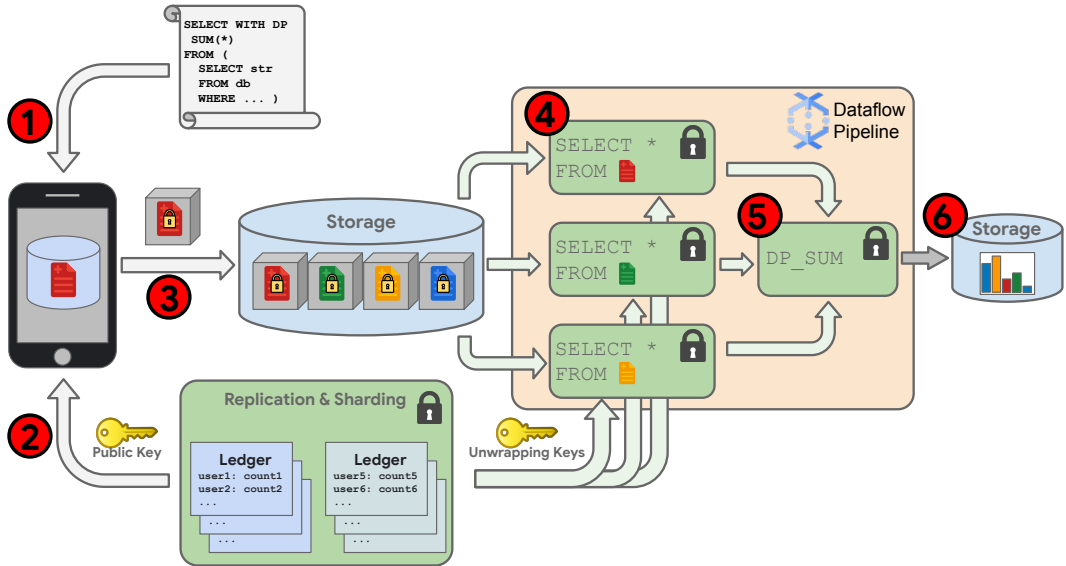 SELECT WITH DP
SUM(*)
FROM (
SELECT str
FROM db
WHERE ... )
1
4
Dataflow
Pipeline
SELECT *
FROM
5
6
Storage
Storage
SELECT *
FROM
DP_SUM
3
SELECT *
FROM
2
Public Key
Replication & Sharding
Unwrapping Keys
Ledger
user1: count1
user2: count2
...
...
...
Ledger
user5: count5
user6: count6
...
...
...